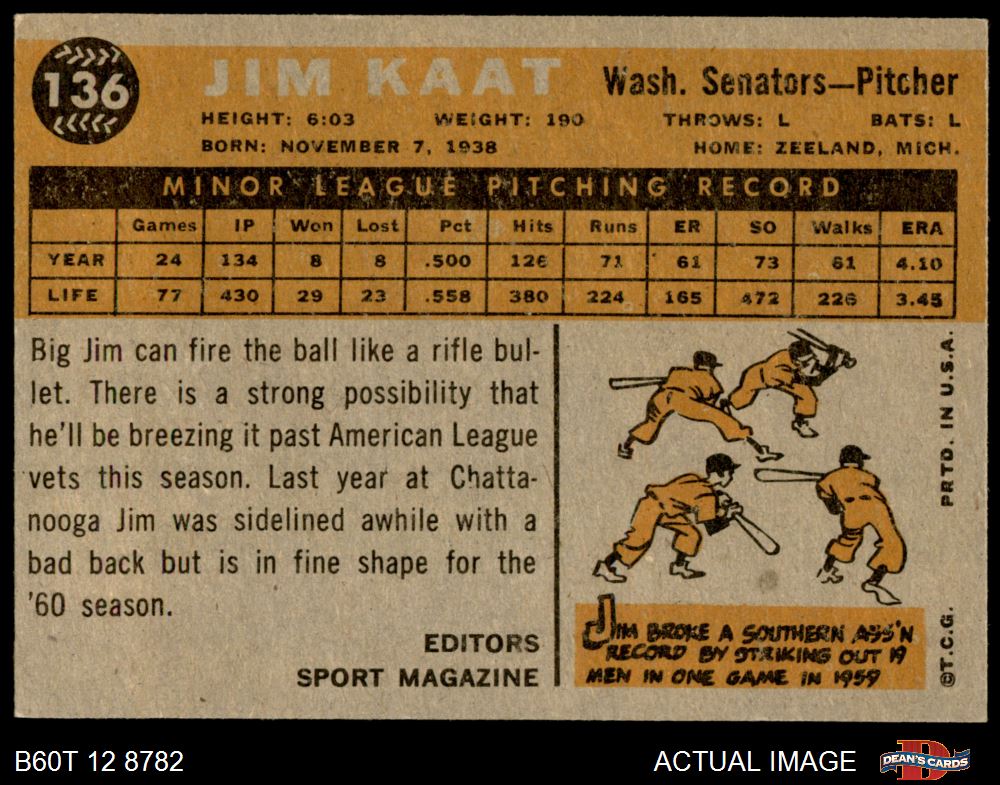 136
JIM KAAT
Wash. Senators—Pitcher
HEIGHT: 6:03 WEIGHT: 190 THROWS: L BATS: L
BORN: NOVEMBER 7, 1938 HOME: ZEELAND, MICH.
MINOR LEAGUE PITCHING RECORD
Games IP Won Lost Pct Hits Runs ER SO Walks ERA
YEAR 24 134 8 8 .500 126 71 61 73 61 4.10
LIFE 77 430 29 23 .558 380 224 165 472 226 3.45
Big Jim can fire the ball like a rifle bul-
let. There is a strong possibility that
he'll be breezing it past American League
vets this season. Last year at Chatta-
nooga Jim was sidelined awhile with a
bad back but is in fine shape for the
'60 season.
EDITORS
SPORT MAGAZINE
JIM BROKE A SOUTHERN ASS'N
RECORD BY STRIKING OUT 19
MEN IN ONE GAME IN 1959
PRTD. IN U.S.A.
©T.C.G.
B60T 12 8782
ACTUAL IMAGE
D
DEAN'S CARDS